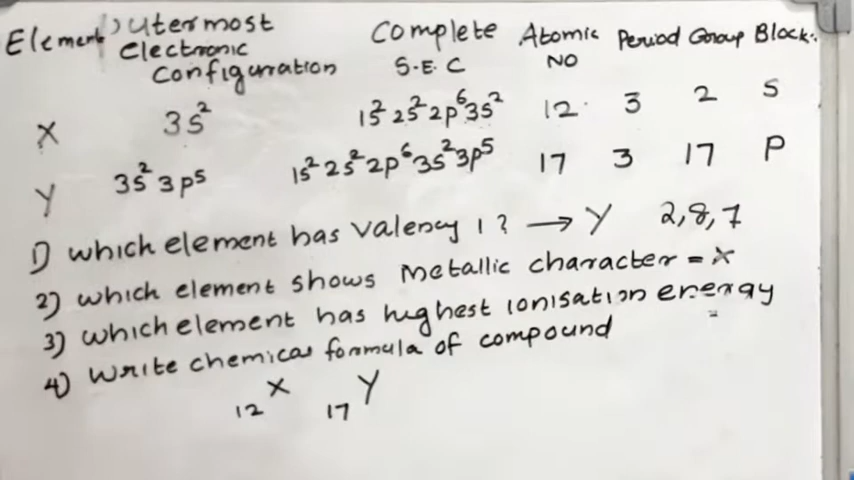 Element Outermost Electronic Configuration Complete S.E.C Atomic NO Period Group Block:
X 3s² 1s² 2s² 2p⁶ 3s² 12 3 2 S
Y 3s² 3p⁵ 1s² 2s² 2p⁶ 3s² 3p⁵ 17 3 17 P
1) which element has valency 1 ? → Y 2,8,7
2) which element shows Metallic character = X
3) which element has highest ionisation energy
4) write chemical formula of compound
₁₂X ₁₇Y